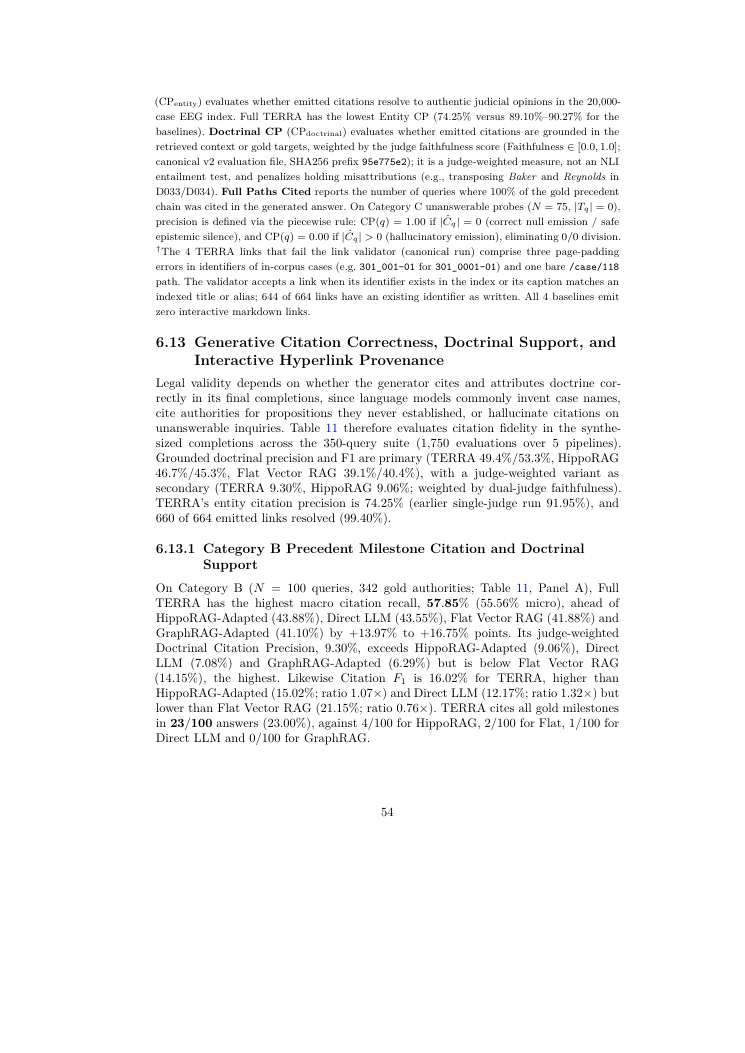 (CPentity) evaluates whether emitted citations resolve to authentic judicial opinions in the 20,000-
case EEG index. Full TERRA has the lowest Entity CP (74.25% versus 89.10%–90.27% for the
baselines). Doctrinal CP (CPdoctrinal) evaluates whether emitted citations are grounded in the
retrieved context or gold targets, weighted by the judge faithfulness score (Faithfulness ∈ [0.0, 1.0];
canonical v2 evaluation file, SHA256 prefix 95e775e2); it is a judge-weighted measure, not an NLI
entailment test, and penalizes holding misattributions (e.g., transposing Baker and Reynolds in
D033/D034). Full Paths Cited reports the number of queries where 100% of the gold precedent
chain was cited in the generated answer. On Category C unanswerable probes (N = 75, |Tq| = 0),
precision is defined via the piecewise rule: CP(q) = 1.00 if |Ĉq| = 0 (correct null emission / safe
epistemic silence), and CP(q) = 0.00 if |Ĉq| > 0 (hallucinatory emission), eliminating 0/0 division.
†The 4 TERRA links that fail the link validator (canonical run) comprise three page-padding
errors in identifiers of in-corpus cases (e.g. 301_001-01 for 301_0001-01) and one bare /case/118
path. The validator accepts a link when its identifier exists in the index or its caption matches an
indexed title or alias; 644 of 664 links have an existing identifier as written. All 4 baselines emit
zero interactive markdown links.
6.13 Generative Citation Correctness, Doctrinal Support, and
Interactive Hyperlink Provenance
Legal validity depends on whether the generator cites and attributes doctrine cor-
rectly in its final completions, since language models commonly invent case names,
cite authorities for propositions they never established, or hallucinate citations on
unanswerable inquiries. Table 11 therefore evaluates citation fidelity in the synthe-
sized completions across the 350-query suite (1,750 evaluations over 5 pipelines).
Grounded doctrinal precision and F1 are primary (TERRA 49.4%/53.3%, HippoRAG
46.7%/45.3%, Flat Vector RAG 39.1%/40.4%), with a judge-weighted variant as
secondary (TERRA 9.30%, HippoRAG 9.06%; weighted by dual-judge faithfulness).
TERRA's entity citation precision is 74.25% (earlier single-judge run 91.95%), and
660 of 664 emitted links resolved (99.40%).
6.13.1 Category B Precedent Milestone Citation and Doctrinal
Support
On Category B (N = 100 queries, 342 gold authorities; Table 11, Panel A), Full
TERRA has the highest macro citation recall, 57.85% (55.56% micro), ahead of
HippoRAG-Adapted (43.88%), Direct LLM (43.55%), Flat Vector RAG (41.88%) and
GraphRAG-Adapted (41.10%) by +13.97% to +16.75% points. Its judge-weighted
Doctrinal Citation Precision, 9.30%, exceeds HippoRAG-Adapted (9.06%), Direct
LLM (7.08%) and GraphRAG-Adapted (6.29%) but is below Flat Vector RAG
(14.15%), the highest. Likewise Citation F1 is 16.02% for TERRA, higher than
HippoRAG-Adapted (15.02%; ratio 1.07×) and Direct LLM (12.17%; ratio 1.32×) but
lower than Flat Vector RAG (21.15%; ratio 0.76×). TERRA cites all gold milestones
in 23/100 answers (23.00%), against 4/100 for HippoRAG, 2/100 for Flat, 1/100 for
Direct LLM and 0/100 for GraphRAG.
54